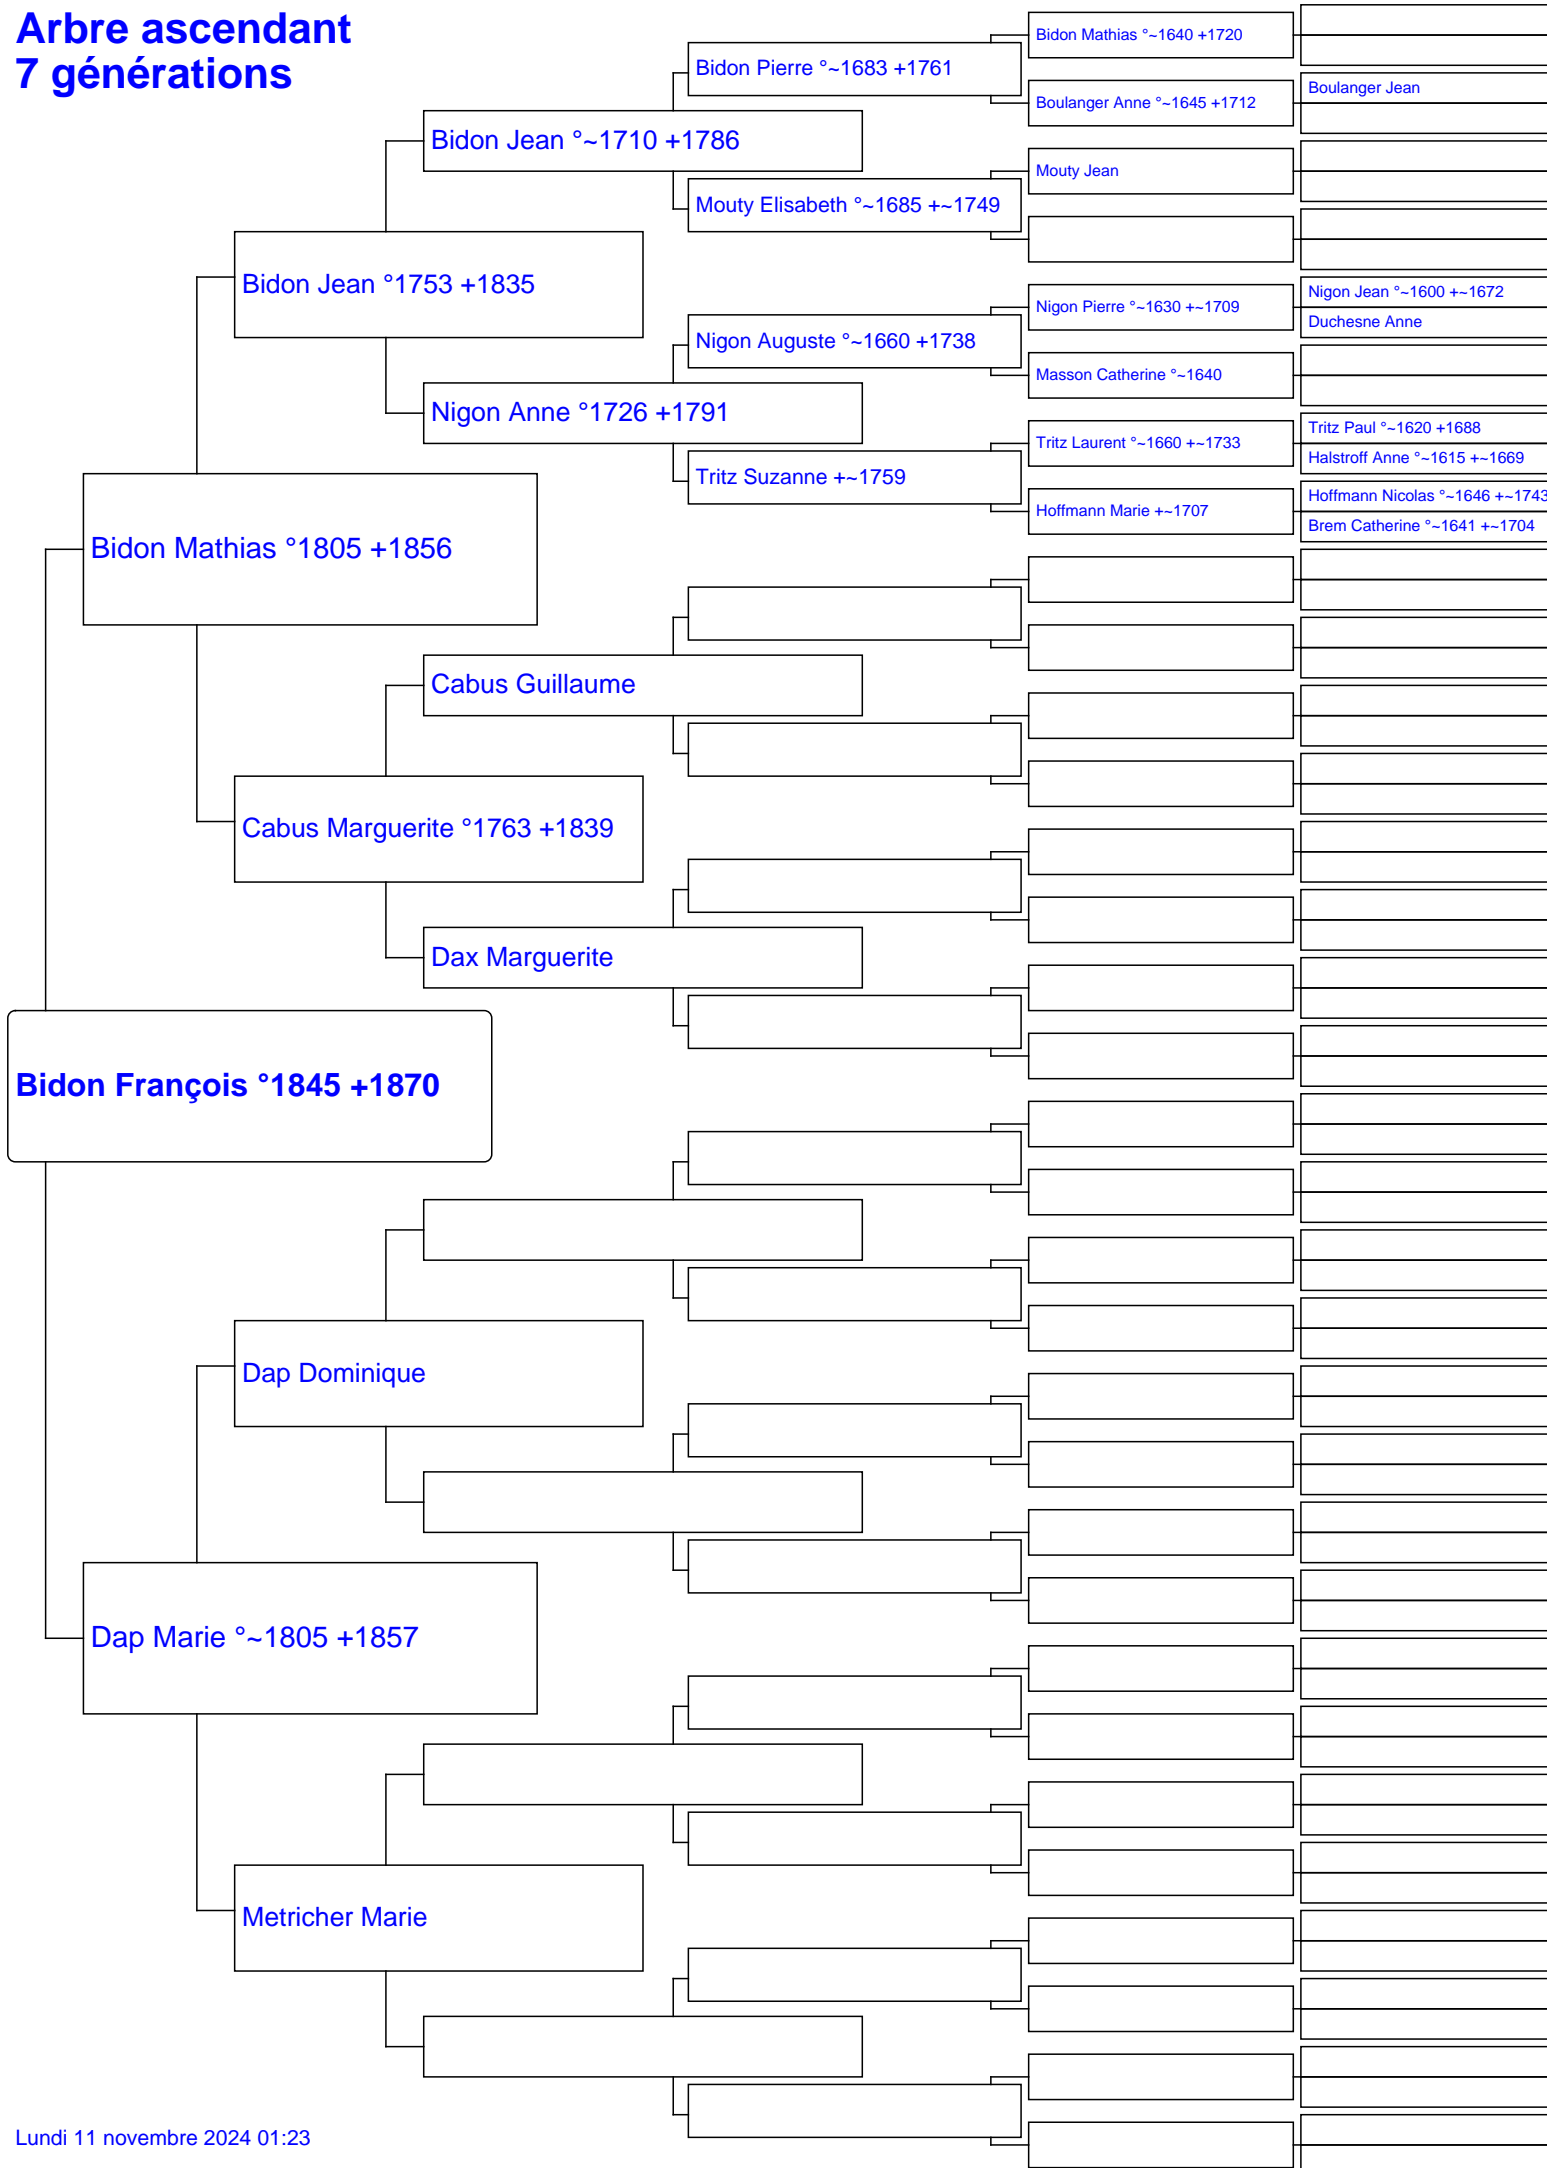 Arbre ascendant
7 générations
Bidon Mathias °~1640 +1720
Bidon Pierre °~1683 +1761
Boulanger Jean
Boulanger Anne °~1645 +1712
Bidon Jean °~1710 +1786
Mouty Jean
Mouty Elisabeth °~1685 +~1749
Bidon Jean °1753 +1835
Nigon Jean °~1600 +~1672
Nigon Pierre °~1630 +~1709
Duchesne Anne
Nigon Auguste °~1660 +1738
Masson Catherine °~1640
Nigon Anne °1726 +1791
Tritz Paul °~1620 +1688
Tritz Laurent °~1660 +~1733
Halstroff Anne °~1615 +~1669
Tritz Suzanne +~1759
Hoffmann Nicolas °~1646 +~1743
Hoffmann Marie +~1707
Brem Catherine °~1641 +~1704
Bidon Mathias °1805 +1856
Cabus Guillaume
Cabus Marguerite °1763 +1839
Dax Marguerite
Bidon François °1845 +1870
Dap Dominique
Dap Marie °~1805 +1857
Metricher Marie
Lundi 11 novembre 2024 01:23